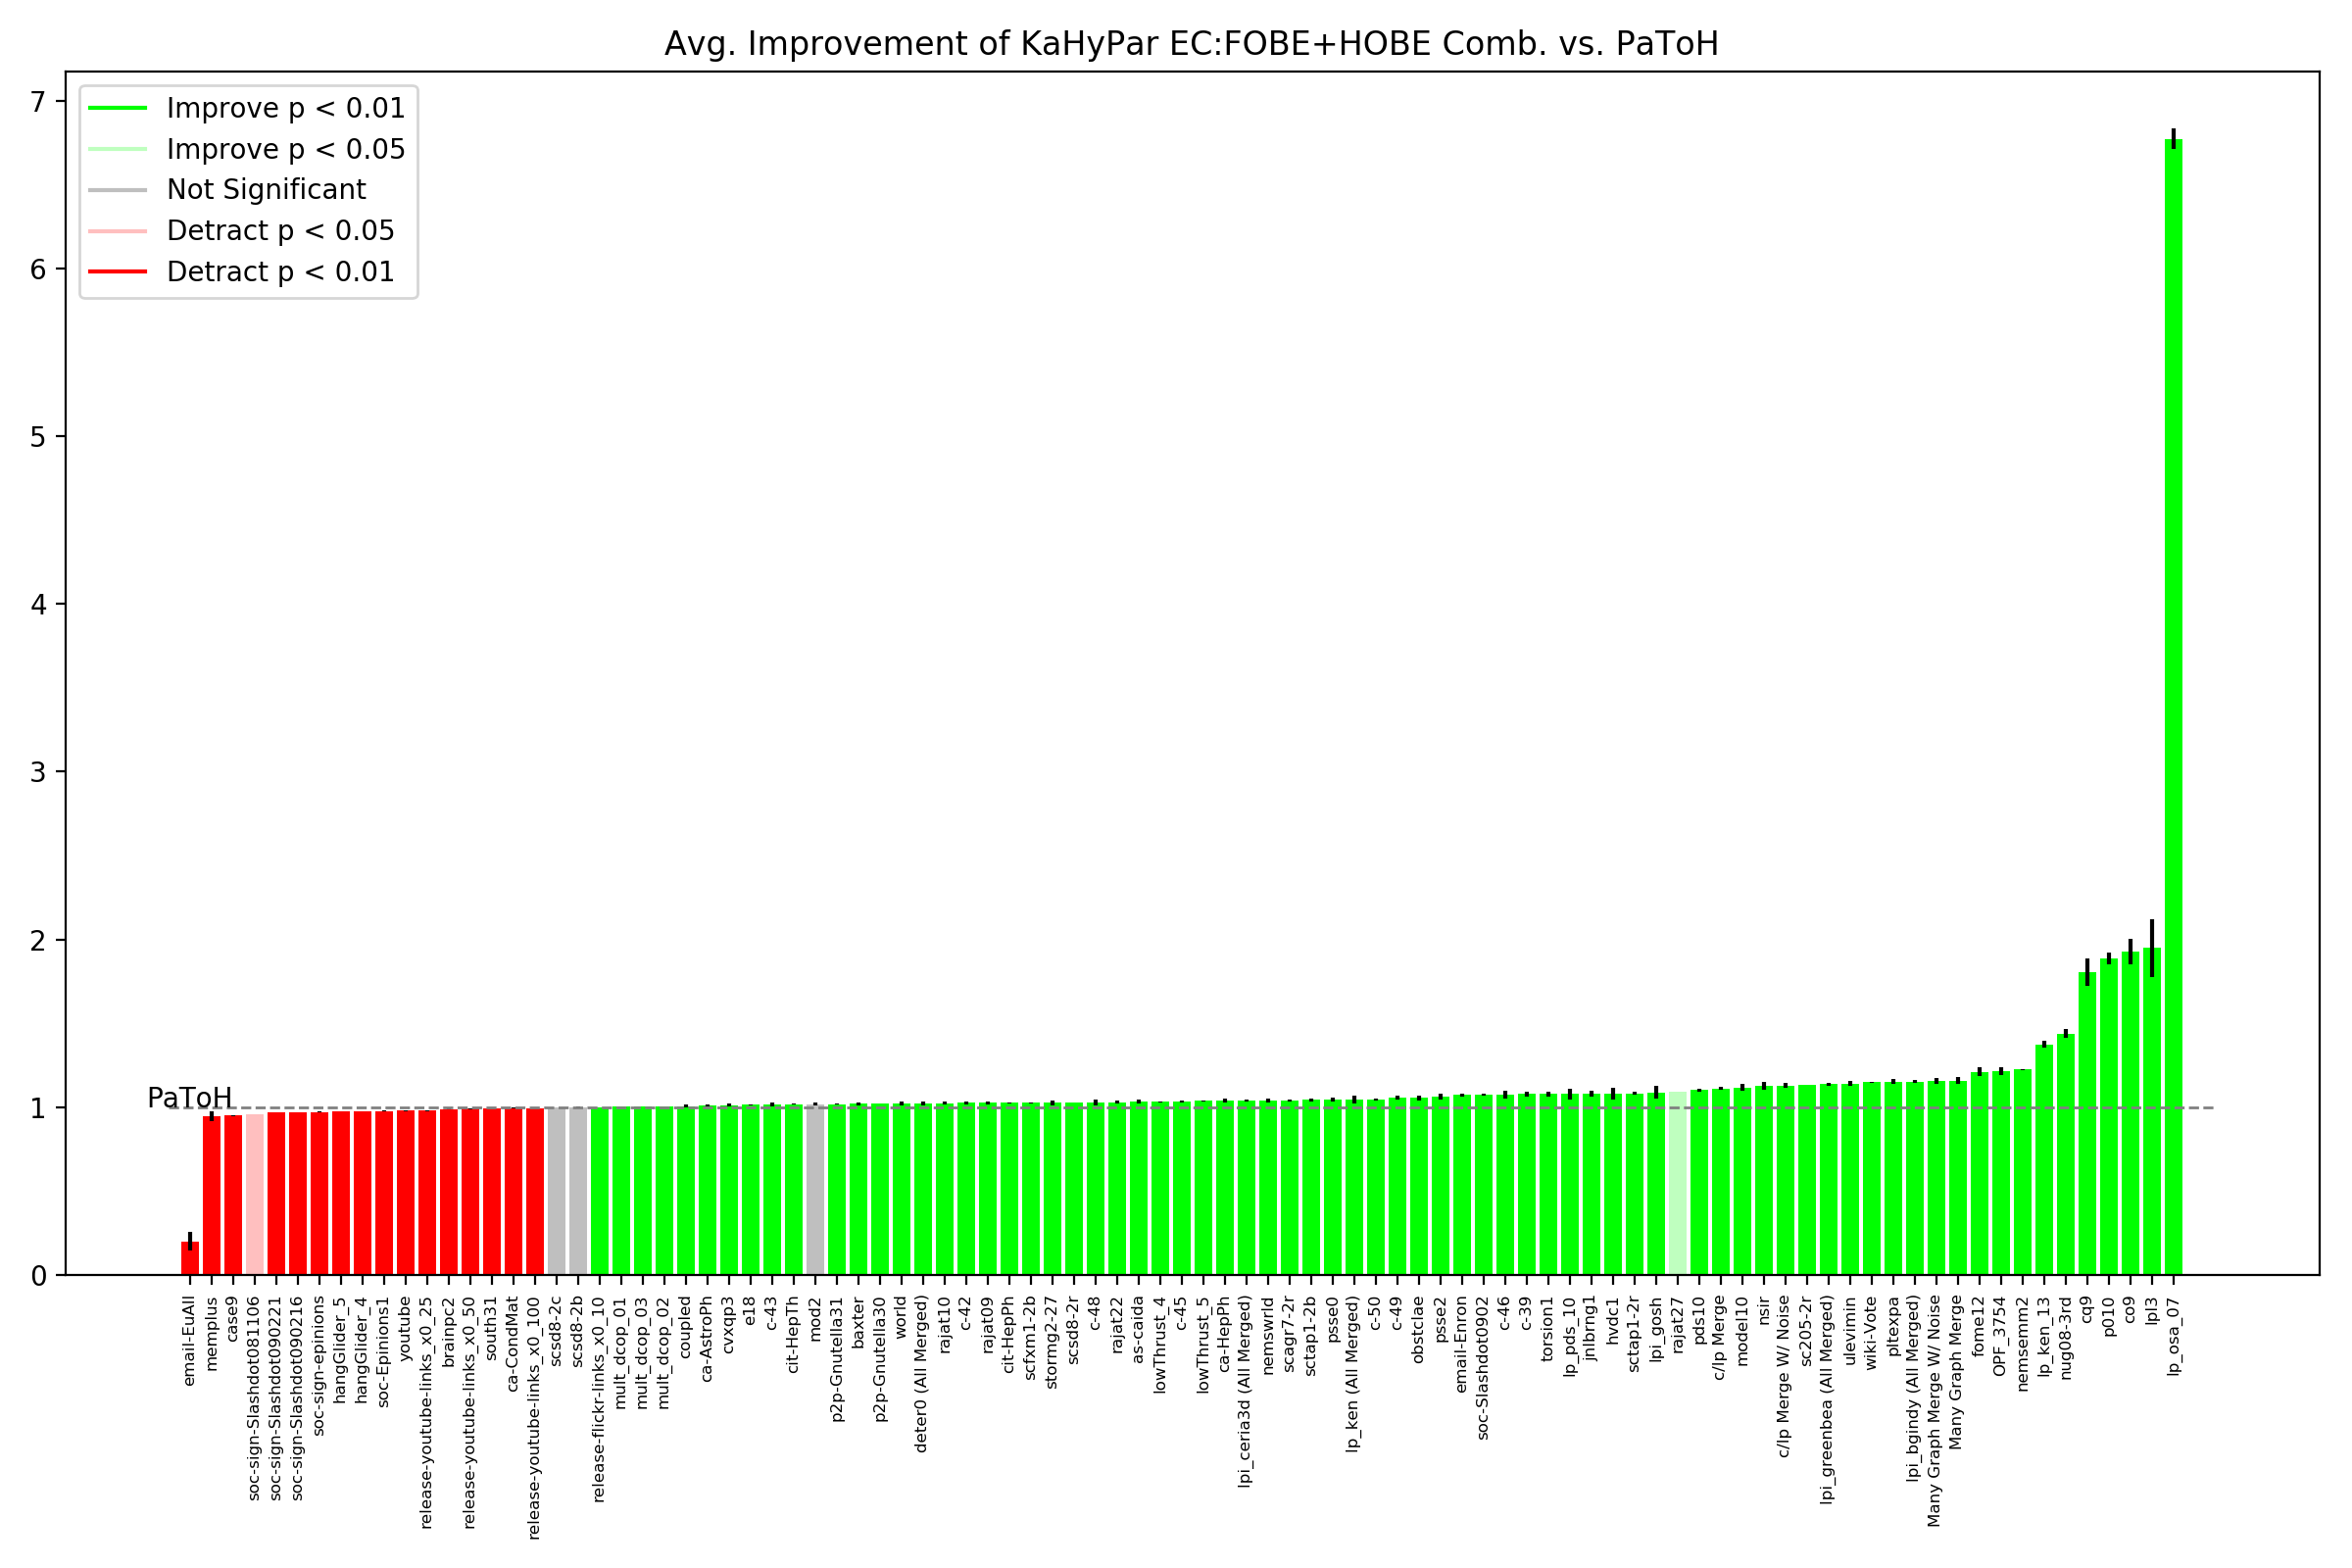 Avg. Improvement of KaHyPar EC:FOBE+HOBE Comb. vs. PaToH
7
6
5
4
3
2
1
0
Improve p < 0.01
Improve p < 0.05
Not Significant
Detract p < 0.05
Detract p < 0.01
PaToH
email-EuAll
memplus
case9
soc-sign-Slashdot081106
soc-sign-Slashdot090221
soc-sign-Slashdot090216
soc-sign-epinions
hangGlider_5
hangGlider_4
soc-Epinions1
youtube
release-youtube-links_x0_25
brainpc2
release-youtube-links_x0_50
south31
ca-CondMat
release-youtube-links_x0_100
scsd8-2c
scsd8-2b
release-flickr-links_x0_10
mult_dcop_01
mult_dcop_03
mult_dcop_02
coupled
ca-AstroPh
cvxqp3
e18
c-43
cit-HepTh
mod2
p2p-Gnutella31
baxter
p2p-Gnutella30
world
deter0 (All Merged)
rajat10
c-42
rajat09
cit-HepPh
scfxm1-2b
stormg2-27
scsd8-2r
c-48
rajat22
as-caida
lowThrust_4
c-45
lowThrust_5
ca-HepPh
lpi_ceria3d (All Merged)
nemswrld
scagr7-2r
sctap1-2b
psse0
lp_ken (All Merged)
c-50
c-49
obstclae
psse2
email-Enron
soc-Slashdot0902
c-46
c-39
torsion1
lp_pds_10
jnlbrng1
hvdc1
sctap1-2r
lpi_gosh
rajat27
pds10
c/lp Merge
model10
nsir
c/lp Merge W/ Noise
sc205-2r
lpi_greenbea (All Merged)
ulevimin
wiki-Vote
pltexpa
lpi_bgindy (All Merged)
Many Graph Merge W/ Noise
Many Graph Merge
fome12
OPF_3754
nemsemm2
lp_ken_13
nug08-3rd
cq9
p010
co9
lpl3
lp_osa_07